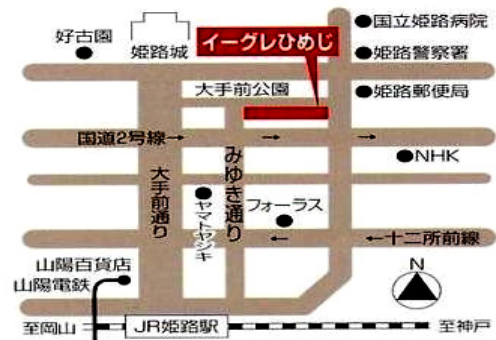 国立姫路病院
好古園
姫路城
イーグレひめじ
姫路警察署
大手前公園
姫路郵便局
国道2号線→
→
→
NHK
大手前通り
みゆき通り
ヤマトヤシキ
フォーラス
←
←十二所前線
山陽百貨店
山陽電鉄
N
至岡山
JR姫路駅
至神戸